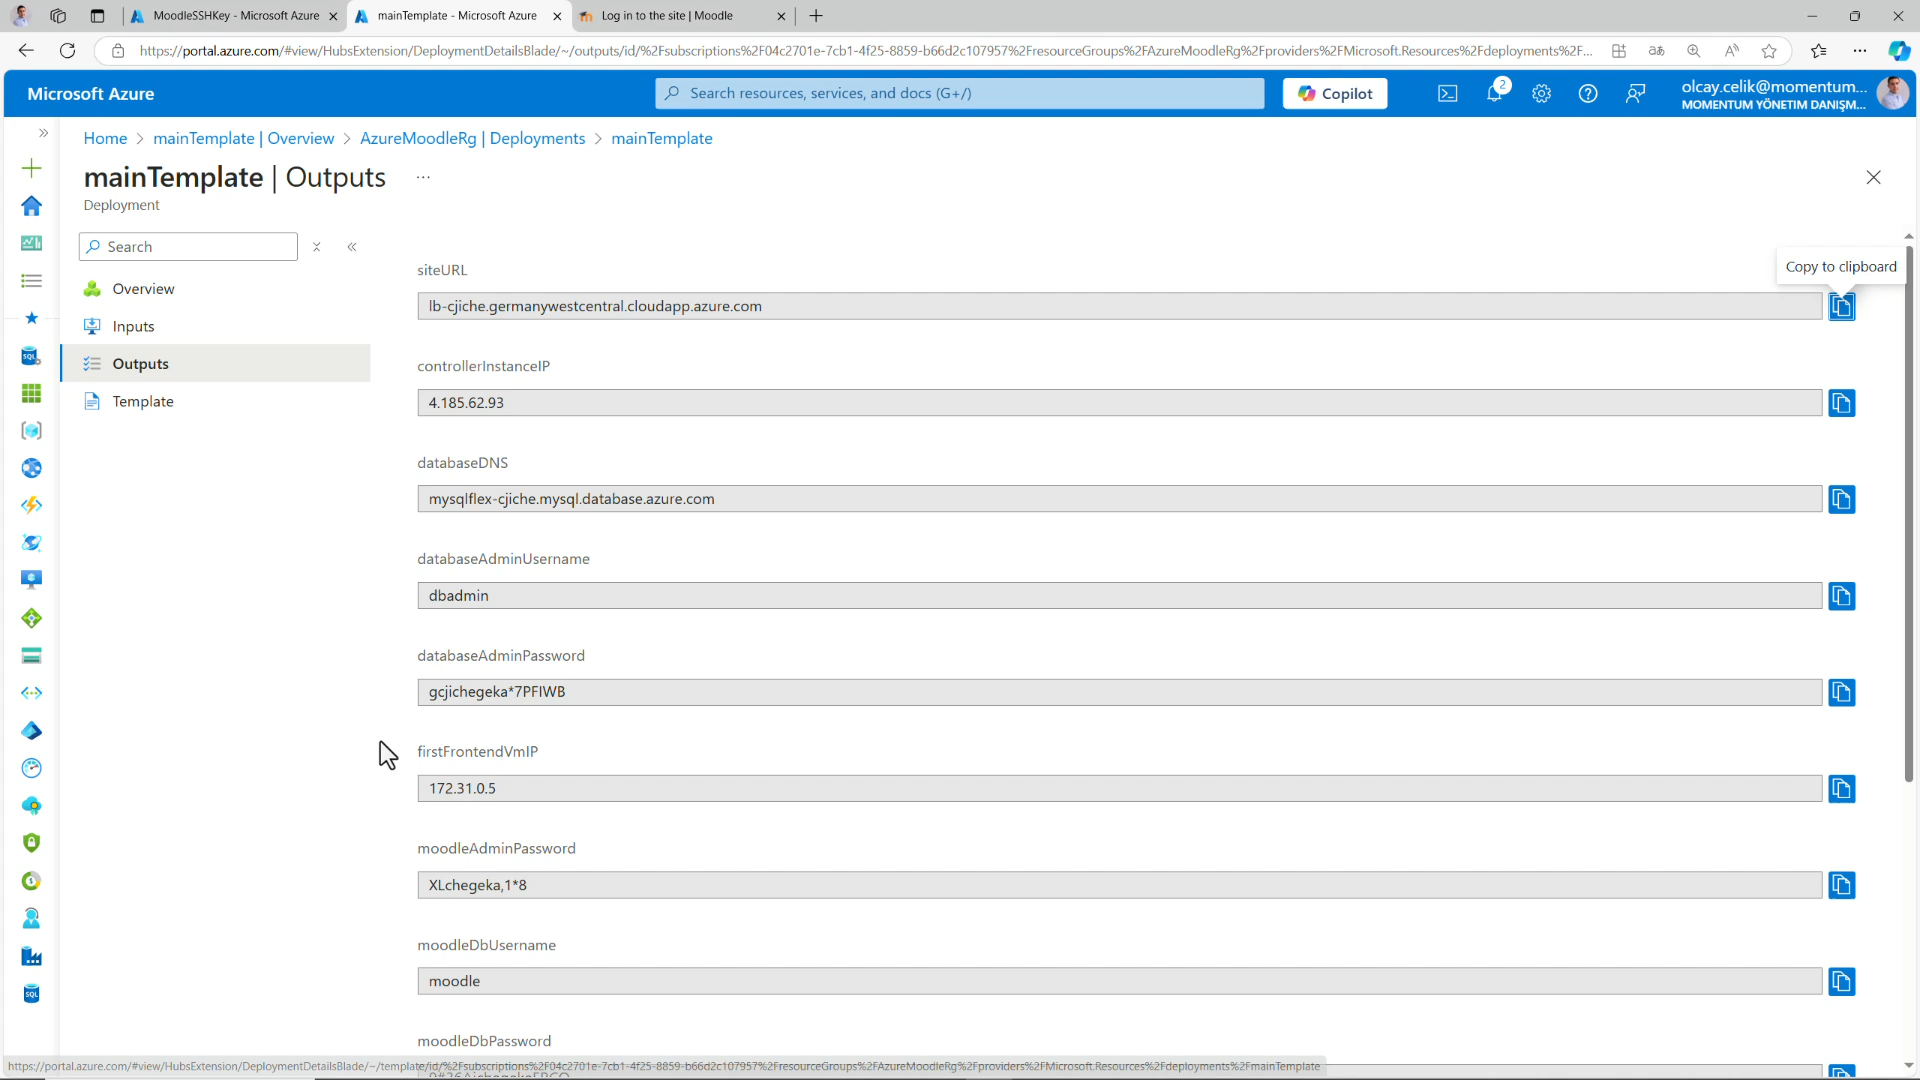 MoodleSSHKey - Microsoft Azure
mainTemplate - Microsoft Azure
Log in to the site | Moodle
https://portal.azure.com/#view/HubsExtension/DeploymentDetailsBlade/~/outputs/id/%2Fsubscriptions%2F04c2701e-7cb1-4f25-8859-b66d2c107957%2FresourceGroups%2FAzureMoodleRg%2Fproviders%2FMicrosoft.Resources%2Fdeployments%2F...
Microsoft Azure
Search resources, services, and docs (G+/)
Copilot
2
olcay.celik@momentum...
MOMENTUM YÖNETIM DANIŞM...
Home > mainTemplate | Overview > AzureMoodleRg | Deployments > mainTemplate
mainTemplate | Outputs ...
Deployment
Search
Overview
Inputs
Outputs
Template
Copy to clipboard
siteURL
lb-cjiche.germanywestcentral.cloudapp.azure.com
controllerInstanceIP
4.185.62.93
databaseDNS
mysqlflex-cjiche.mysql.database.azure.com
databaseAdminUsername
dbadmin
databaseAdminPassword
gcjichegeka*7PFIWB
firstFrontendVmIP
172.31.0.5
moodleAdminPassword
XLchegeka,1*8
moodleDbUsername
moodle
moodleDbPassword
https://portal.azure.com/#view/HubsExtension/DeploymentDetailsBlade/~/template/id/%2Fsubscriptions%2F04c2701e-7cb1-4f25-8859-b66d2c107957%2FresourceGroups%2FAzureMoodleRg%2Fproviders%2FMicrosoft.Resources%2Fdeployments%2FmainTemplate